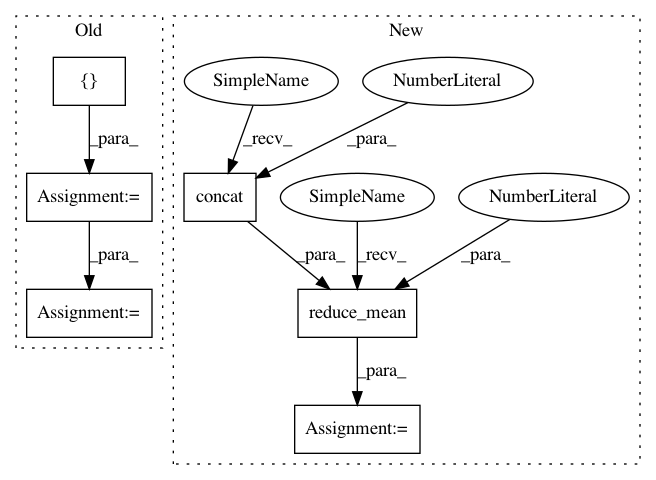 Old
New
{}
SimpleName
NumberLiteral
_para_
_recv_
_para_
Assignment:=
concat
SimpleName
NumberLiteral
_para_
_para_
_recv_
_para_
Assignment:=
reduce_mean
_para_
Assignment:=